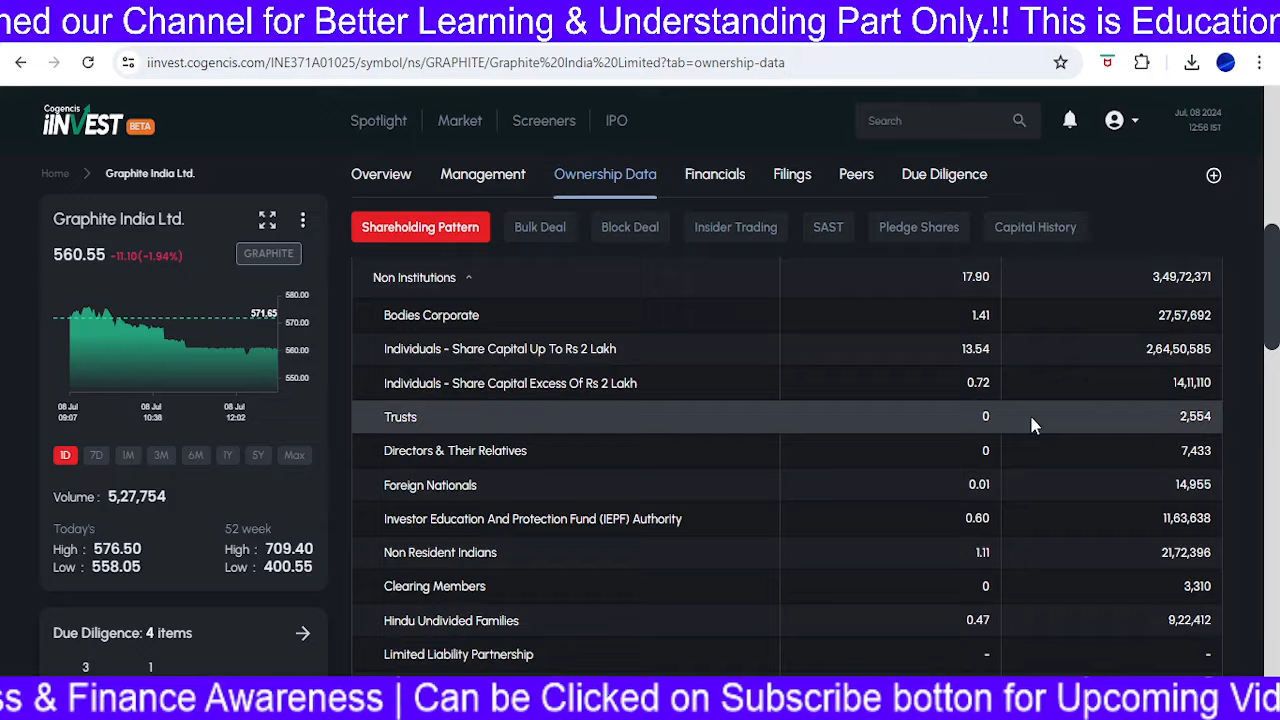 ned our Channel for Better Learning & Understanding Part Only.!! This is Education
iinvest.cogencis.com/INE371A01025/symbol/ns/GRAPHITE/Graphite%20India%20Limited?tab=ownership-data
Cogencis
iINVEST BETA
Spotlight Market Screeners IPO
Search
Jul, 08 2024
12:56 IST
Home Graphite India Ltd.
Overview Management Ownership Data Financials Filings Peers Due Diligence
Graphite India Ltd.
560.55 -11.10(-1.94%)
GRAPHITE
580.00
571.65
570.00
560.00
550.00
08 Jul 08 Jul 08 Jul
09:07 10:38 12:02
1D 7D 1M 3M 6M 1Y 5Y Max
Volume : 5,27,754
Today's 52 week
High : 576.50 High : 709.40
Low : 558.05 Low : 400.55
Due Diligence: 4 items
3 1
Shareholding Pattern Bulk Deal Block Deal Insider Trading SAST Pledge Shares Capital History
Non Institutions 17.90 3,49,72,371
Bodies Corporate 1.41 27,57,692
Individuals - Share Capital Up To Rs 2 Lakh 13.54 2,64,50,585
Individuals - Share Capital Excess Of Rs 2 Lakh 0.72 14,11,110
Trusts 0 2,554
Directors & Their Relatives 0 7,433
Foreign Nationals 0.01 14,955
Investor Education And Protection Fund (IEPF) Authority 0.60 11,63,638
Non Resident Indians 1.11 21,72,396
Clearing Members 0 3,310
Hindu Undivided Families 0.47 9,22,412
Limited Liability Partnership - -
ss & Finance Awareness | Can be Clicked on Subscribe botton for Upcoming Vid